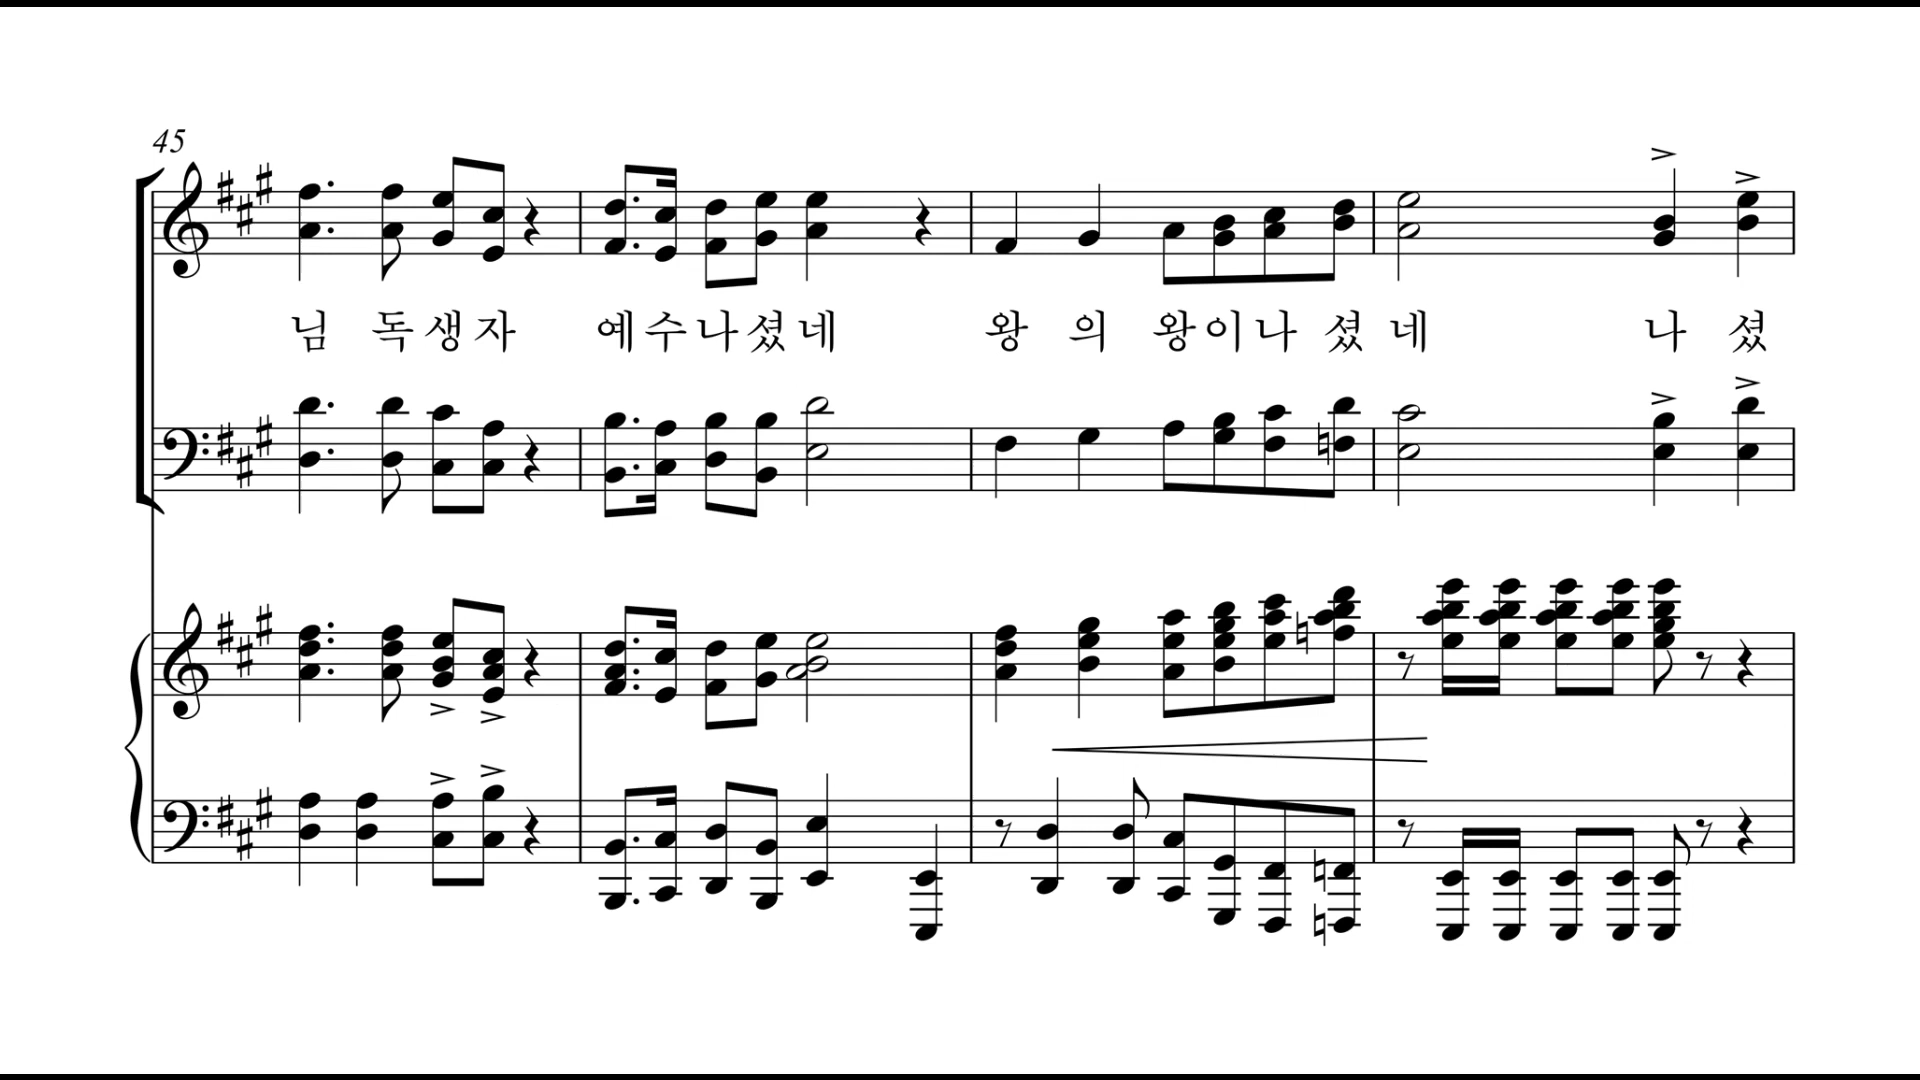 45
님 독 생 자 예 수 나 셨 네 왕 의 왕 이 나 셨 네 나 셨